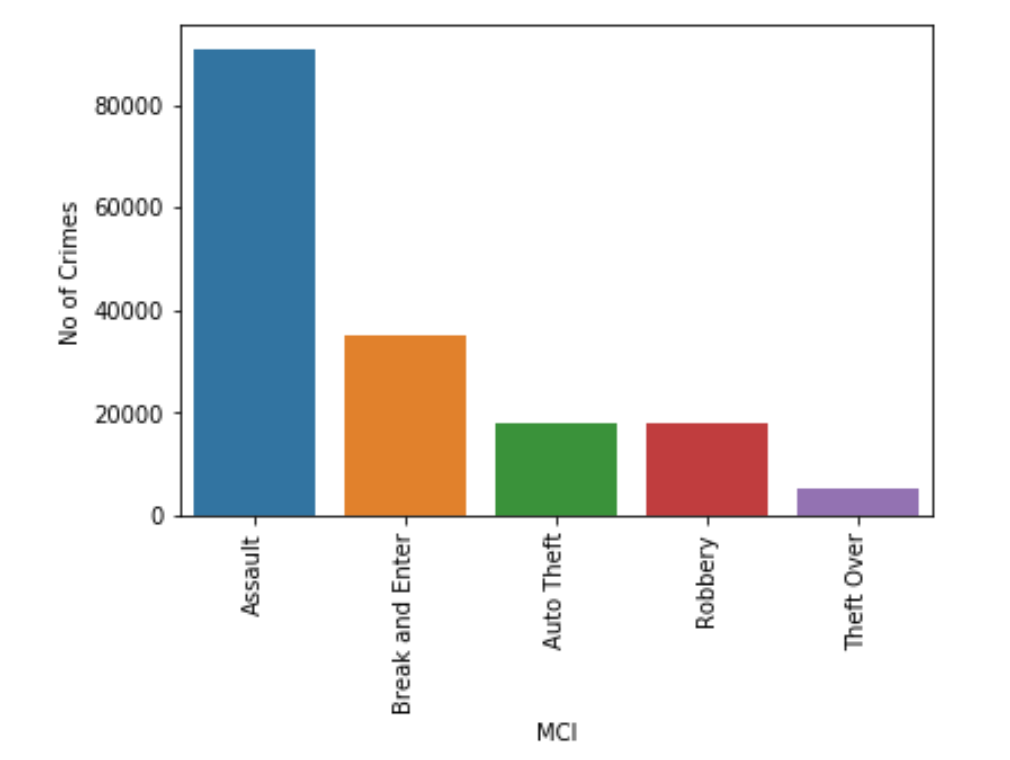 80000
60000
40000
20000
0
No of Crimes
Assault
Break and Enter
Auto Theft
Robbery
Theft Over
MCI